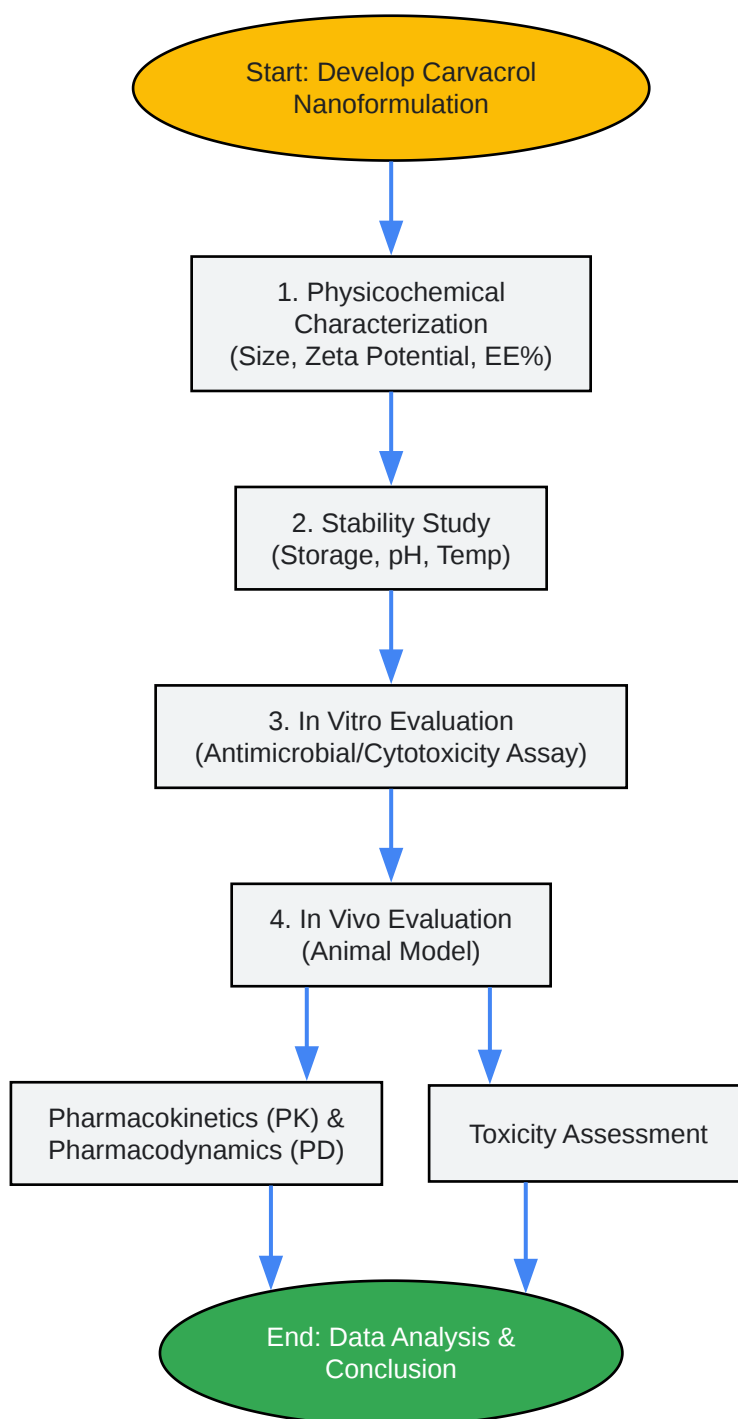 Start: Develop Carvacrol
Nanoformulation
1. Physicochemical
Characterization
(Size, Zeta Potential, EE%)
2. Stability Study
(Storage, pH, Temp)
3. In Vitro Evaluation
(Antimicrobial/Cytotoxicity Assay)
4. In Vivo Evaluation
(Animal Model)
Pharmacokinetics (PK) &
Pharmacodynamics (PD)
Toxicity Assessment
End: Data Analysis &
Conclusion